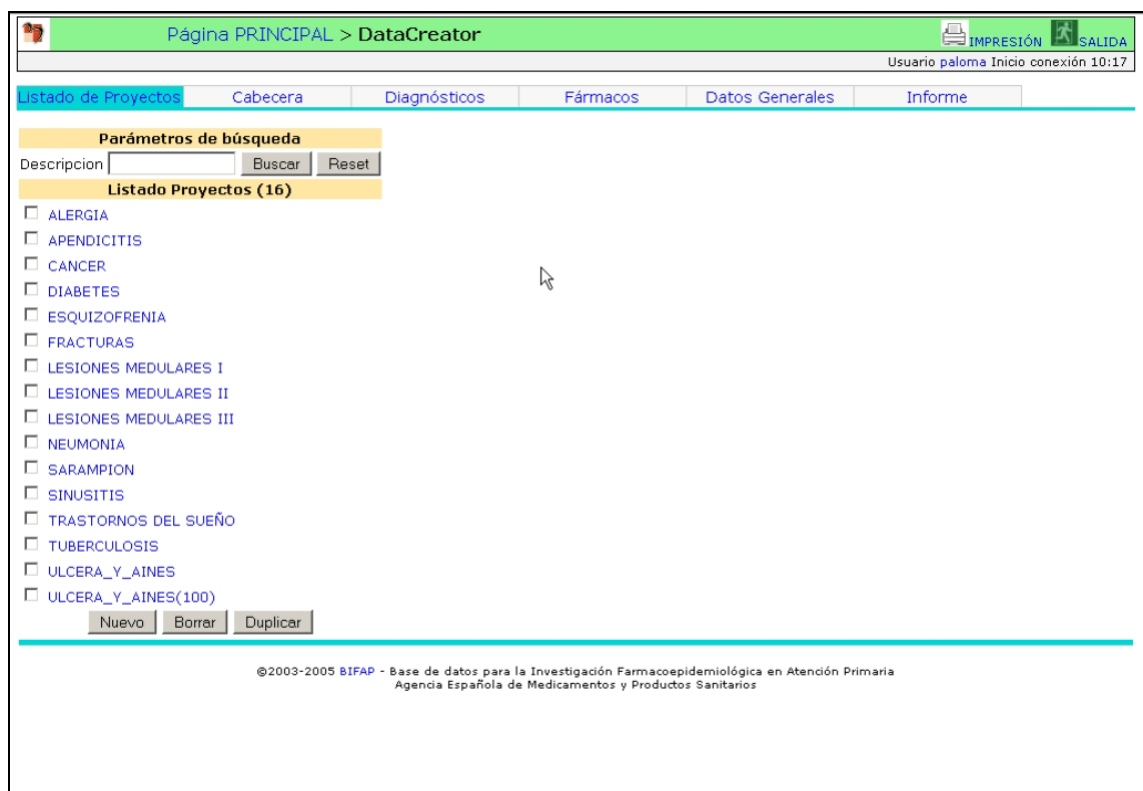 Página PRINCIPAL > DataCreator
IMPRESIÓN SALIDA
Usuario paloma Inicio conexión 10:17
Listado de Proyectos Cabecera Diagnósticos Fármacos Datos Generales Informe
Parámetros de búsqueda
Descripcion Buscar Reset
Listado Proyectos (16)
ALERGIA
APENDICITIS
CANCER
DIABETES
ESQUIZOFRENIA
FRACTURAS
LESIONES MEDULARES I
LESIONES MEDULARES II
LESIONES MEDULARES III
NEUMONIA
SARAMPION
SINUSITIS
TRASTORNOS DEL SUEÑO
TUBERCULOSIS
ULCERA_Y_AINES
ULCERA_Y_AINES(100)
Nuevo Borrar Duplicar
©2003-2005 BIFAP - Base de datos para la Investigación Farmacoepidemiológica en Atención Primaria
Agencia Española de Medicamentos y Productos Sanitarios